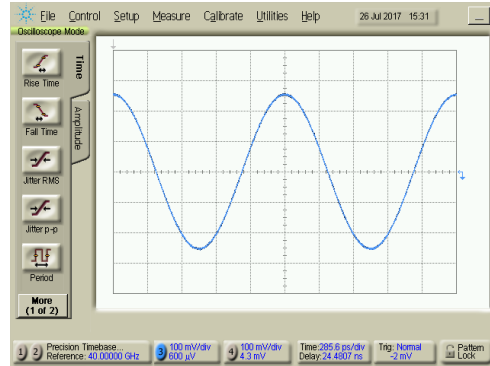 File Control Setup Measure Calibrate Utilities Help 26 Jul 2017 15:31
Oscilloscope Mode
Time
Amplitude
Rise Time
Fall Time
Jitter RMS
Jitter p-p
Period
More
(1 of 2)
1 2 Precision Timebase...
Reference: 40.00000 GHz
3 100 mV/div
600 µV
4 100 mV/div
4.3 mV
Time:285.6 ps/div
Delay:24.4807 ns
Trig: Normal
-2 mV
Pattern
Lock